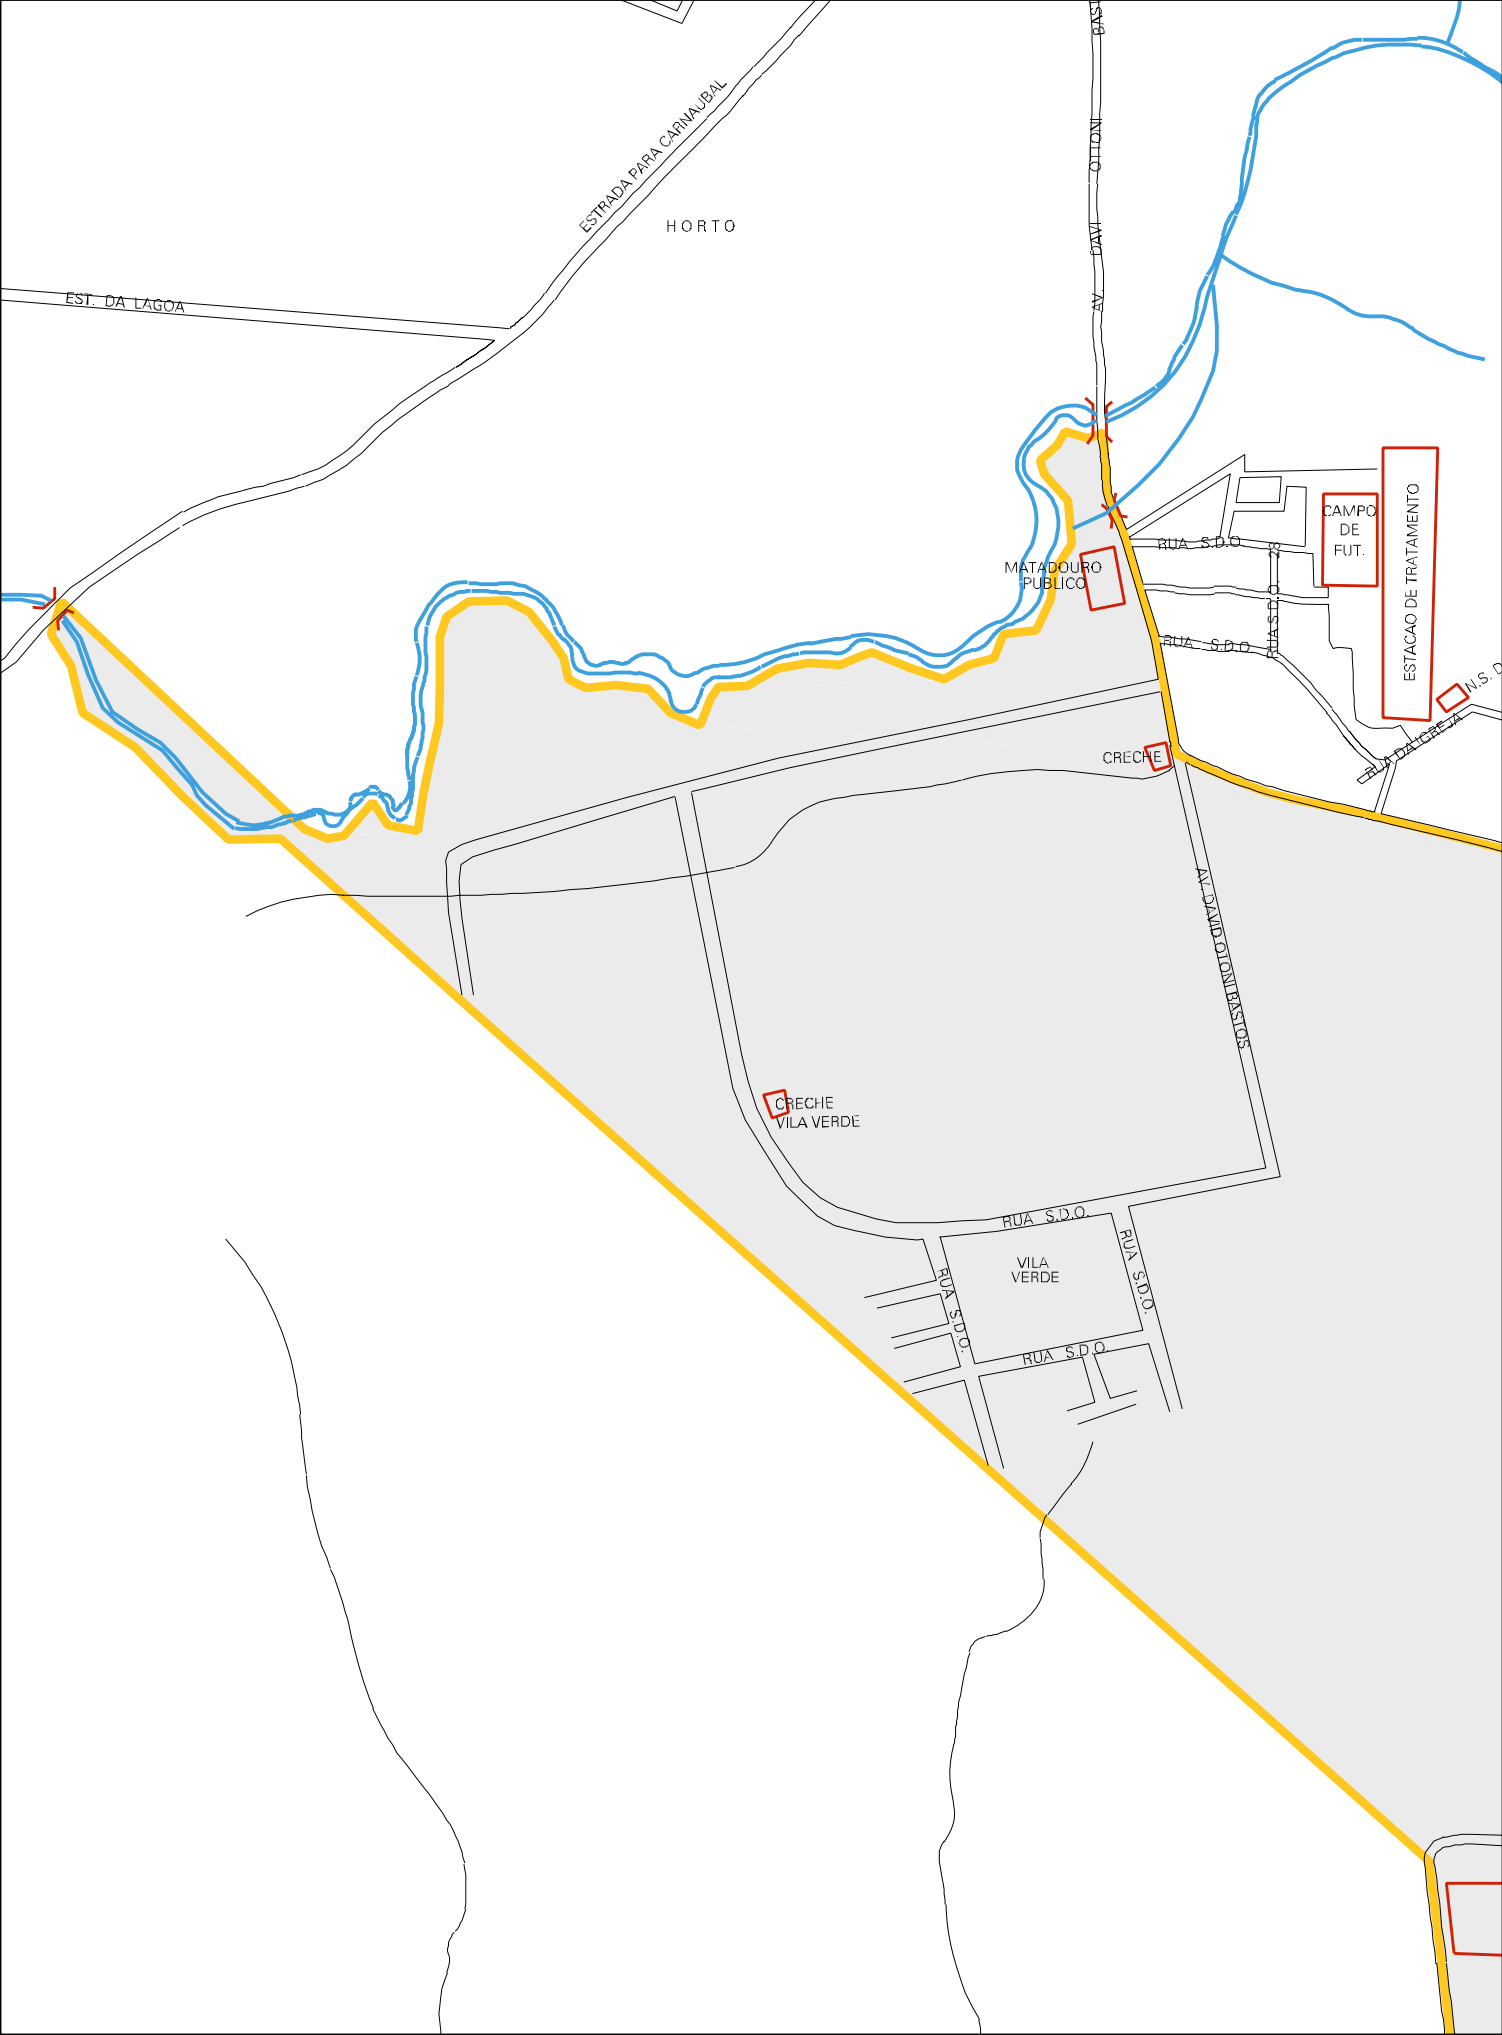 BAS
ESTRADA PARA CARNAUBAL
HORTO
AV. DAVI OTTONI
EST. DA LAGOA
CAMPO
DE
FUT.
ESTACAO DE TRATAMENTO
RUA S.D.O
RUA S.D.O. 28
MATADOURO
PUBLICO
RUA S.D.O
N.S. D
RUA DA IGREJA
CRECHE
AV. DAVID OTONI BASTOS
CRECHE
VILA VERDE
RUA S.D.O.
RUA S.D.O.
VILA
VERDE
RUA S.D.O.
RUA S.D.O.